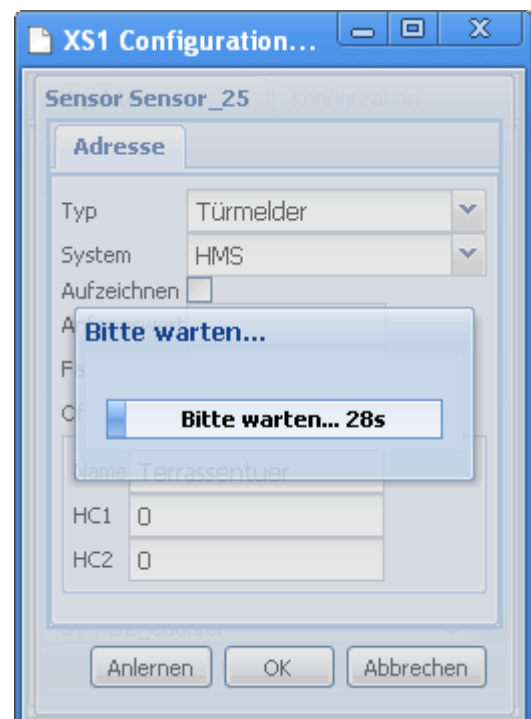 XS1 Configuration...
Sensor Sensor_25
Konfiguration
Adresse
Typ Türmelder
System HMS
Aufzeichnen
Bitte warten...
Bitte warten... 28s
Name Terrassentuer
HC1 0
HC2 0
Anlernen OK Abbrechen